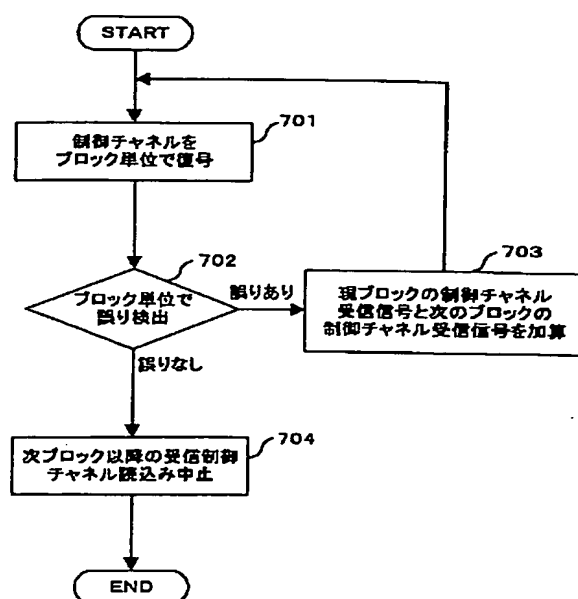 START
701
制御チャネルを
ブロック単位で復号
702
ブロック単位で
誤り検出
誤りあり
703
現ブロックの制御チャネル
受信信号と次のブロックの
制御チャネル受信信号を加算
誤りなし
704
次ブロック以降の受信制御
チャネル読込み中止
END